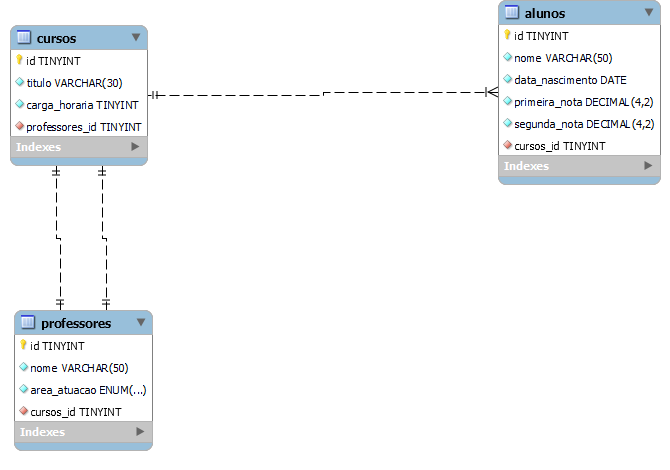 cursos
id TINYINT
titulo VARCHAR(30)
carga_horaria TINYINT
professores_id TINYINT
Indexes
alunos
id TINYINT
nome VARCHAR(50)
data_nascimento DATE
primeira_nota DECIMAL(4,2)
segunda_nota DECIMAL(4,2)
cursos_id TINYINT
Indexes
professores
id TINYINT
nome VARCHAR(50)
area_atuacao ENUM(...)
cursos_id TINYINT
Indexes